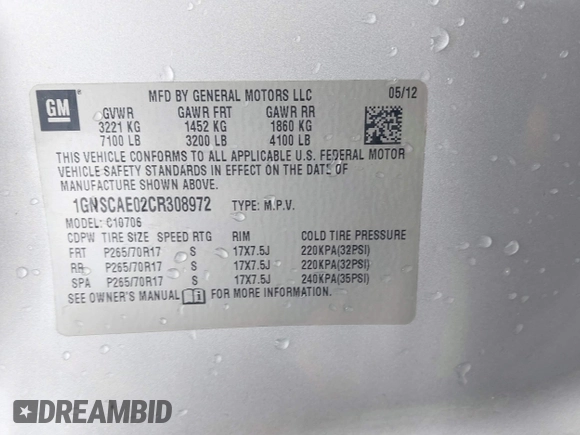 GM ®
MFD BY GENERAL MOTORS LLC 05/12
GVWR GAWR FRT GAWR RR
3221 KG 1452 KG 1860 KG
7100 LB 3200 LB 4100 LB
THIS VEHICLE CONFORMS TO ALL APPLICABLE U.S. FEDERAL MOTOR
VEHICLE SAFETY STANDARDS IN EFFECT ON THE DATE OF
MANUFACTURE SHOWN ABOVE.
1GNSCAE02CR308972 TYPE: M.P.V.
MODEL: C10706
CDPW TIRE SIZE SPEED RTG RIM COLD TIRE PRESSURE
FRT P265/70R17 S 17X7.5J 220KPA(32PSI)
RR P265/70R17 S 17X7.5J 220KPA(32PSI)
SPA P265/70R17 S 17X7.5J 240KPA(35PSI)
SEE OWNER'S MANUAL FOR MORE INFORMATION.
DREAMBID